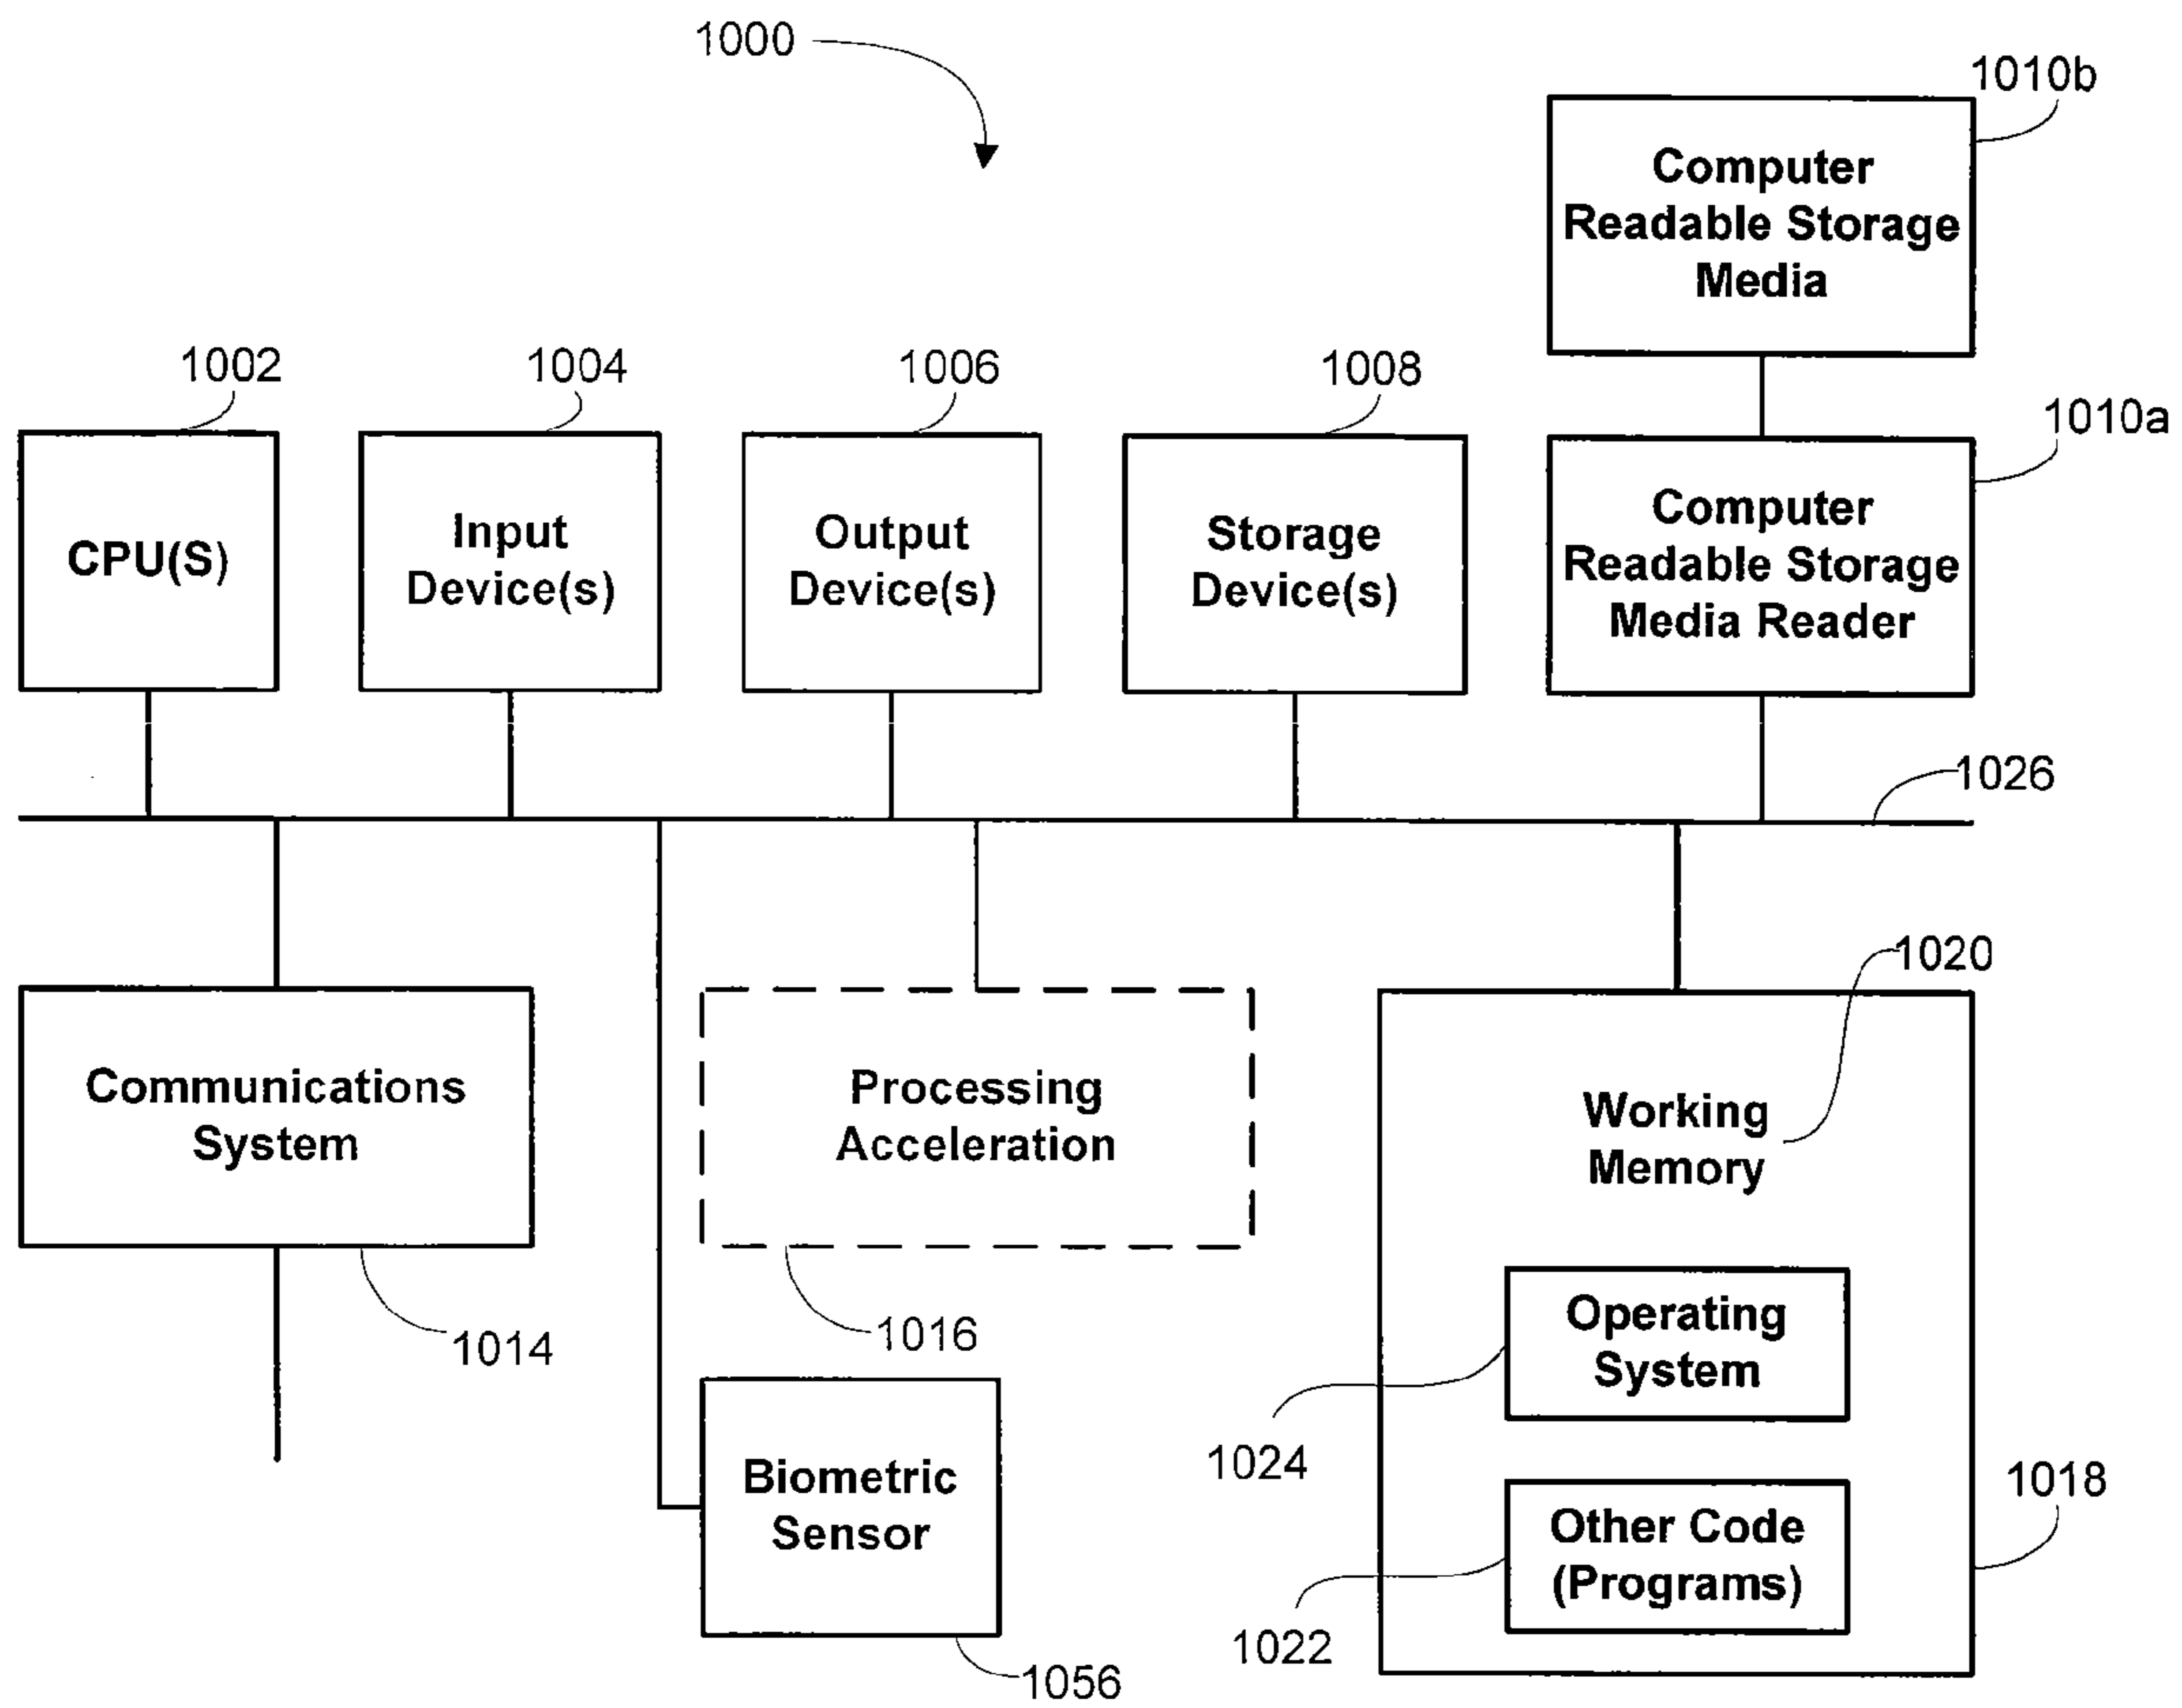 1000
1010b
Computer
Readable Storage
Media
1002
1004
1006
1008
1010a
CPU(S)
Input
Device(s)
Output
Device(s)
Storage
Device(s)
Computer
Readable Storage
Media Reader
1026
1020
Communications
System
Processing
Acceleration
Working
Memory
1014
1016
Operating
System
1024
Biometric
Sensor
1018
Other Code
(Programs)
1022
1056